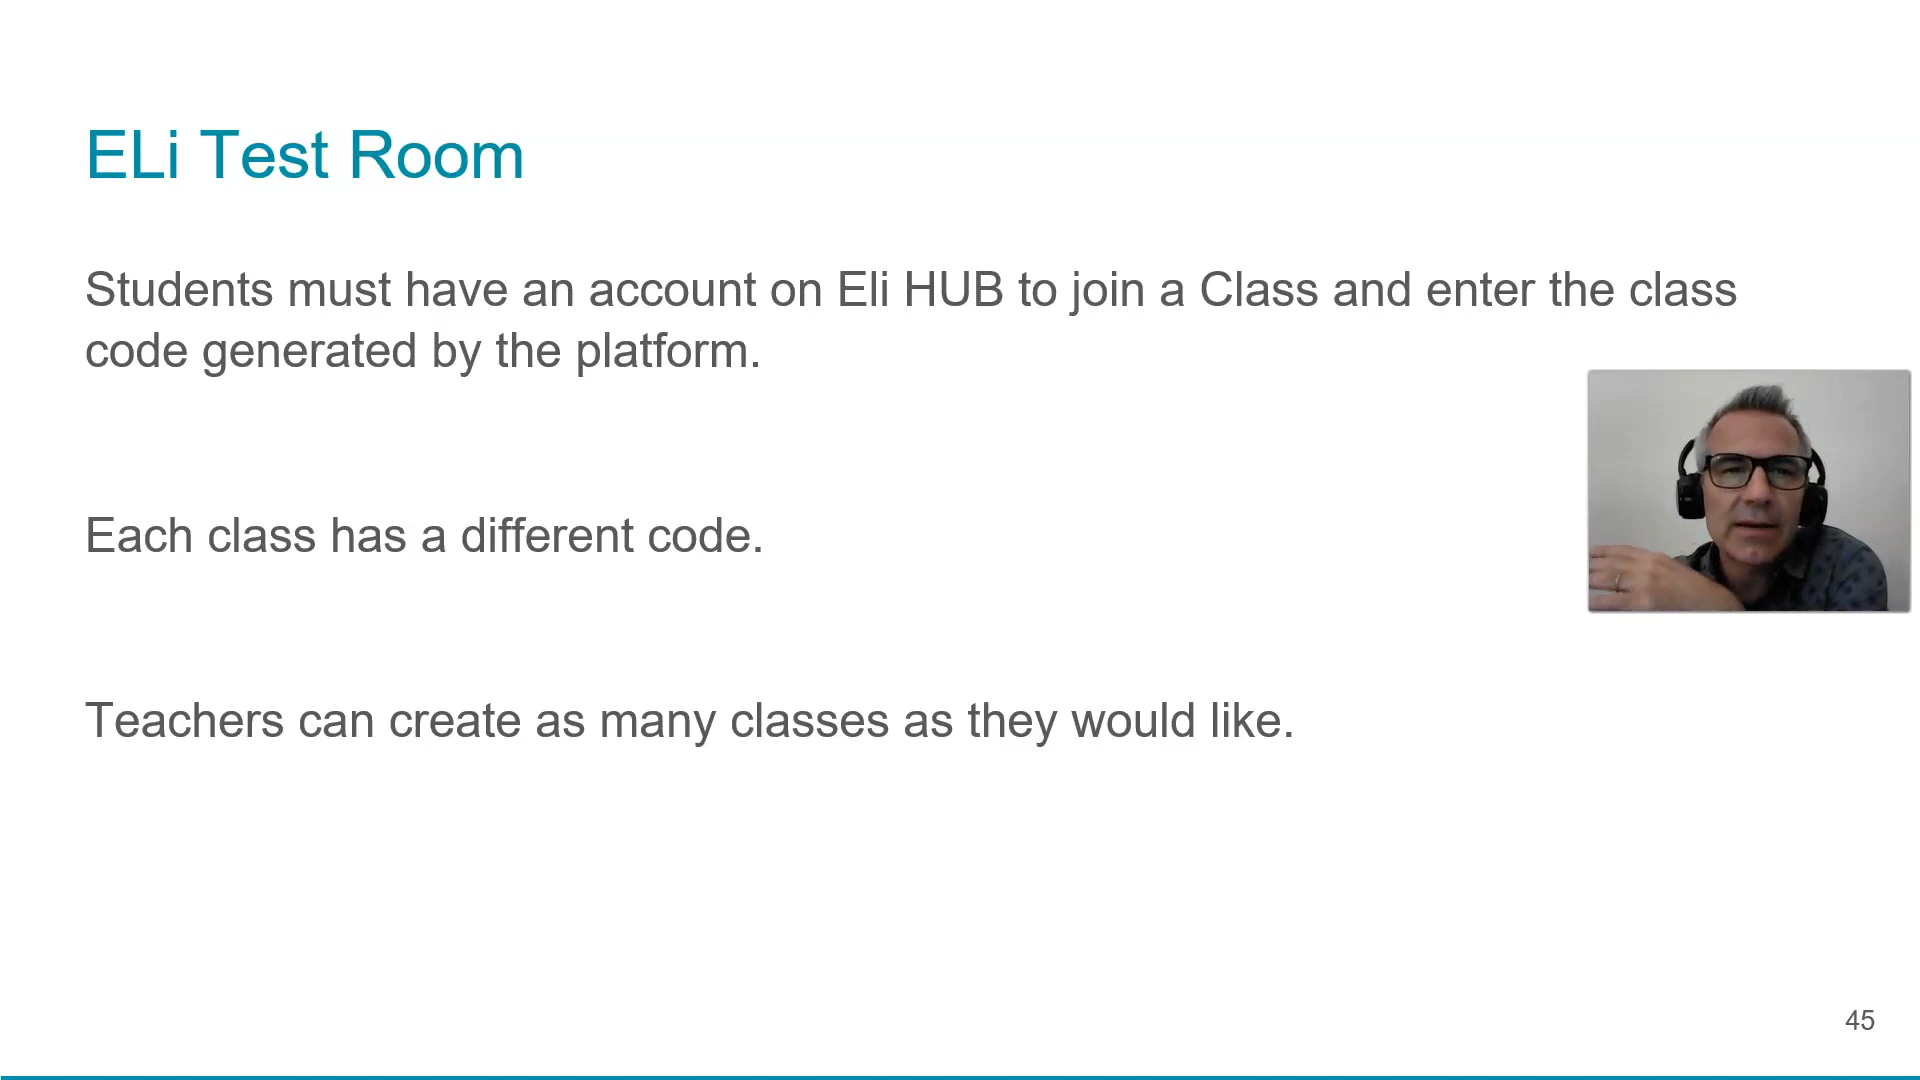 ELi Test Room
Students must have an account on Eli HUB to join a Class and enter the class
code generated by the platform.
Each class has a different code.
Teachers can create as many classes as they would like.
45